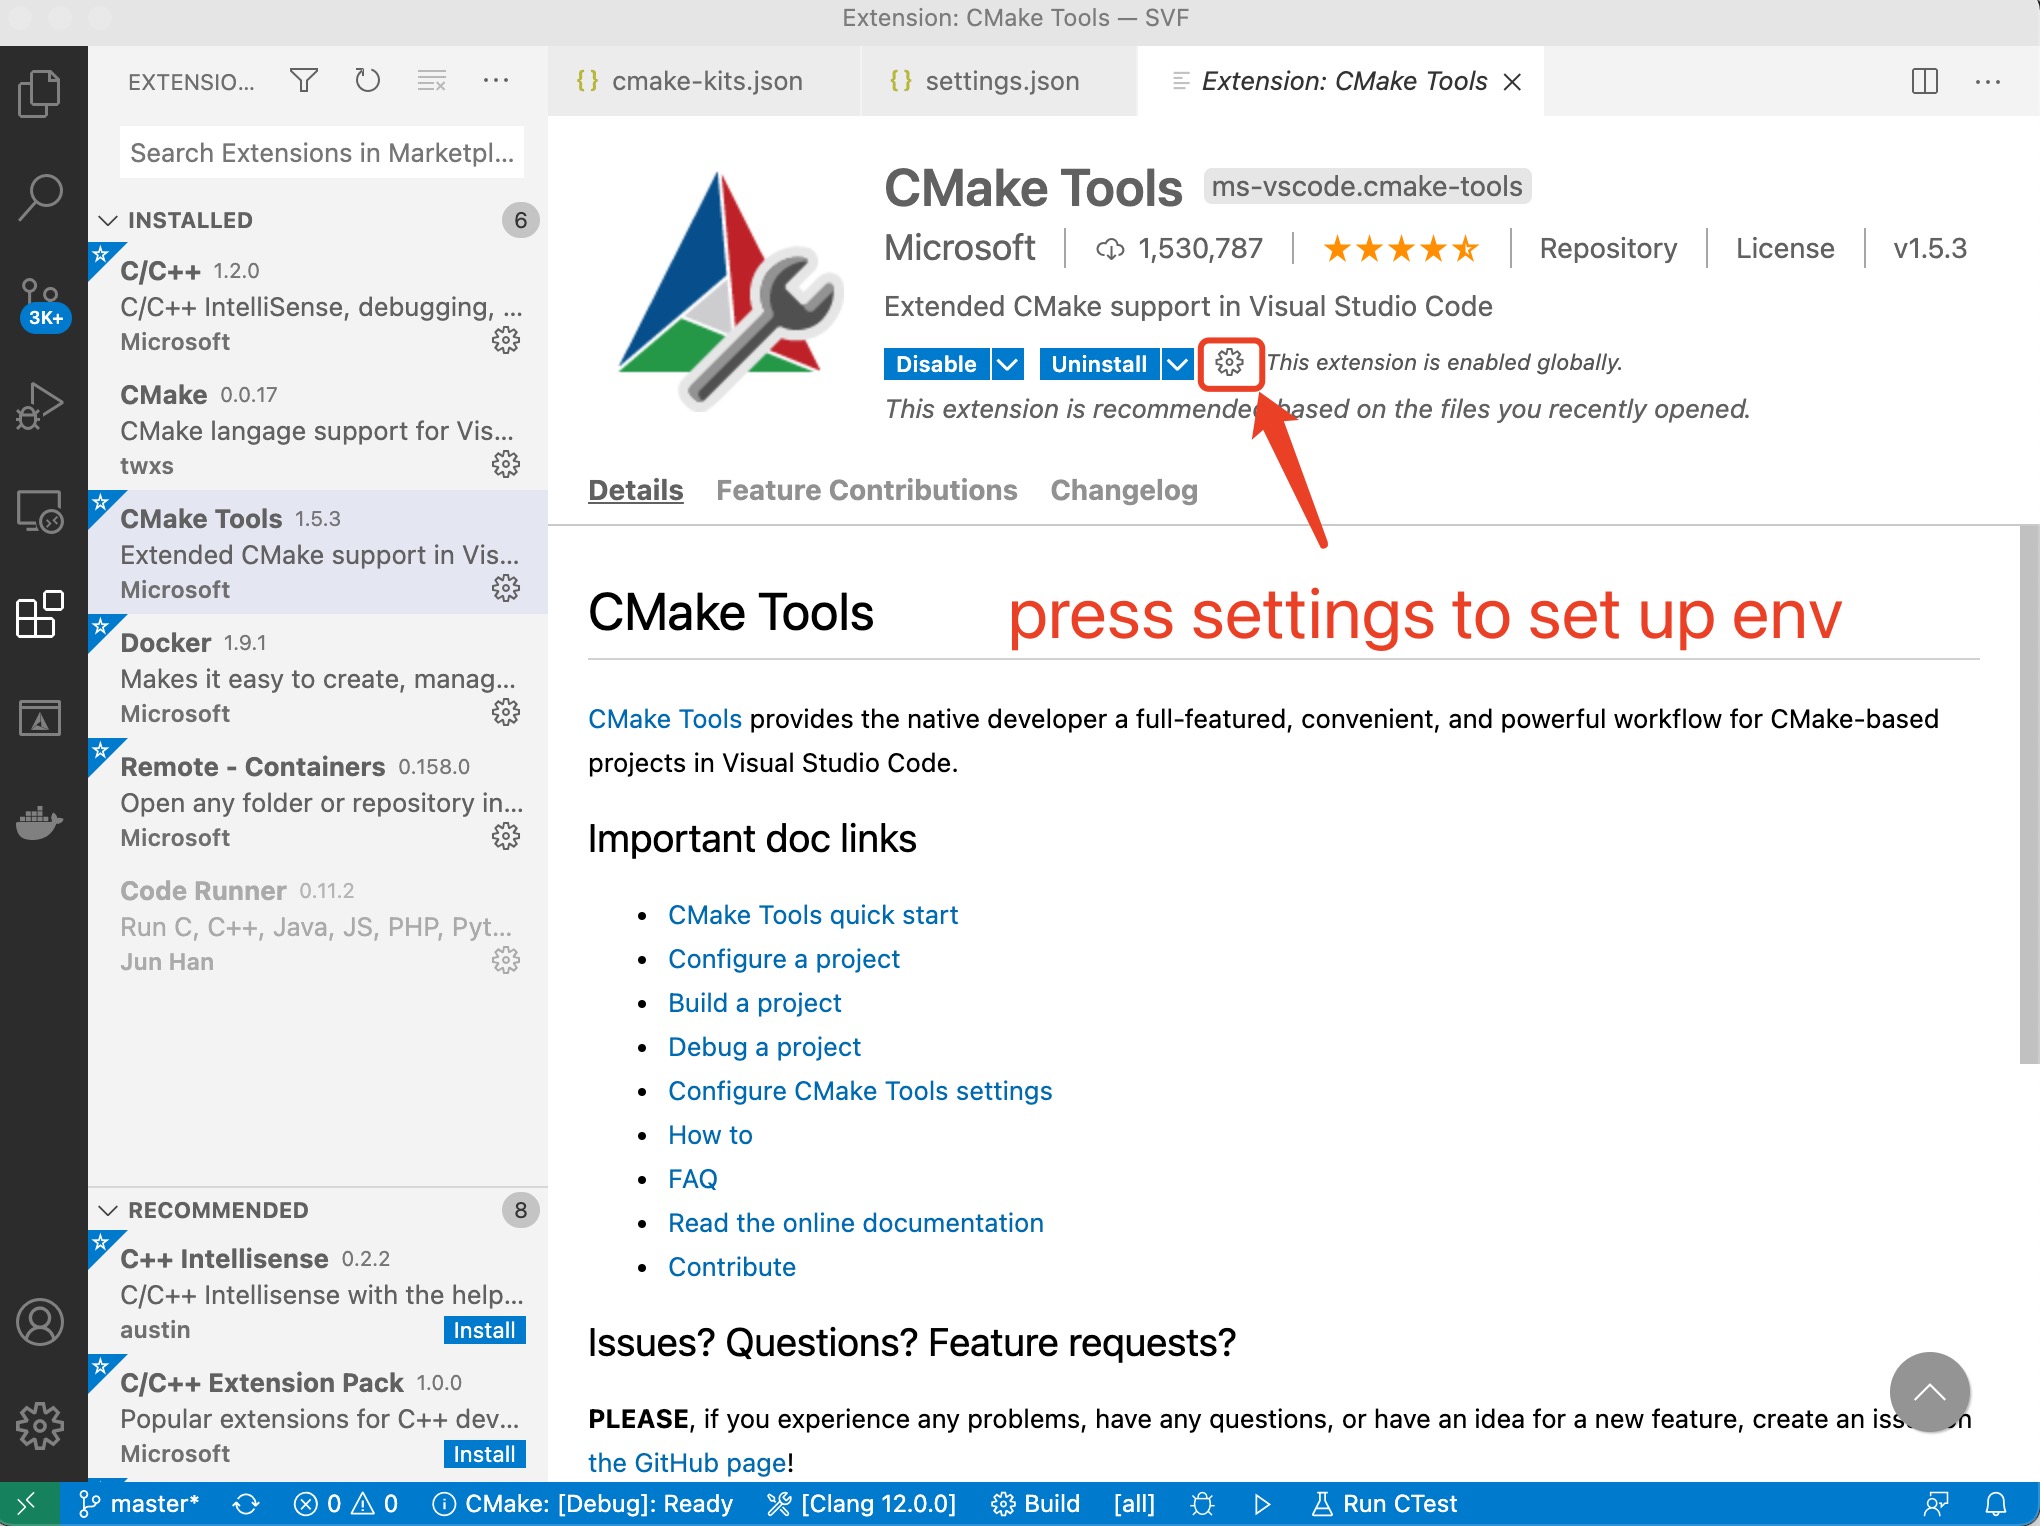 Extension: CMake Tools — SVF
EXTENSIO...
cmake-kits.json
settings.json
Extension: CMake Tools
Search Extensions in Marketpl...
INSTALLED 6
C/C++ 1.2.0
C/C++ IntelliSense, debugging, ...
Microsoft
CMake 0.0.17
CMake langage support for Vis...
twxs
CMake Tools 1.5.3
Extended CMake support in Vis...
Microsoft
Docker 1.9.1
Makes it easy to create, manag...
Microsoft
Remote - Containers 0.158.0
Open any folder or repository in...
Microsoft
Code Runner 0.11.2
Run C, C++, Java, JS, PHP, Pyt...
Jun Han
RECOMMENDED 8
C++ Intellisense 0.2.2
C/C++ Intellisense with the help...
austin Install
C/C++ Extension Pack 1.0.0
Popular extensions for C++ dev...
Microsoft Install
3K+
CMake Tools ms-vscode.cmake-tools
Microsoft 1,530,787 Repository License v1.5.3
Extended CMake support in Visual Studio Code
Disable Uninstall This extension is enabled globally.
This extension is recommended based on the files you recently opened.
Details Feature Contributions Changelog
CMake Tools
press settings to set up env
CMake Tools provides the native developer a full-featured, convenient, and powerful workflow for CMake-based
projects in Visual Studio Code.
Important doc links
• CMake Tools quick start
• Configure a project
• Build a project
• Debug a project
• Configure CMake Tools settings
• How to
• FAQ
• Read the online documentation
• Contribute
Issues? Questions? Feature requests?
PLEASE, if you experience any problems, have any questions, or have an idea for a new feature, create an issue on
the GitHub page!
master* 0 0 CMake: [Debug]: Ready [Clang 12.0.0] Build [all] Run CTest